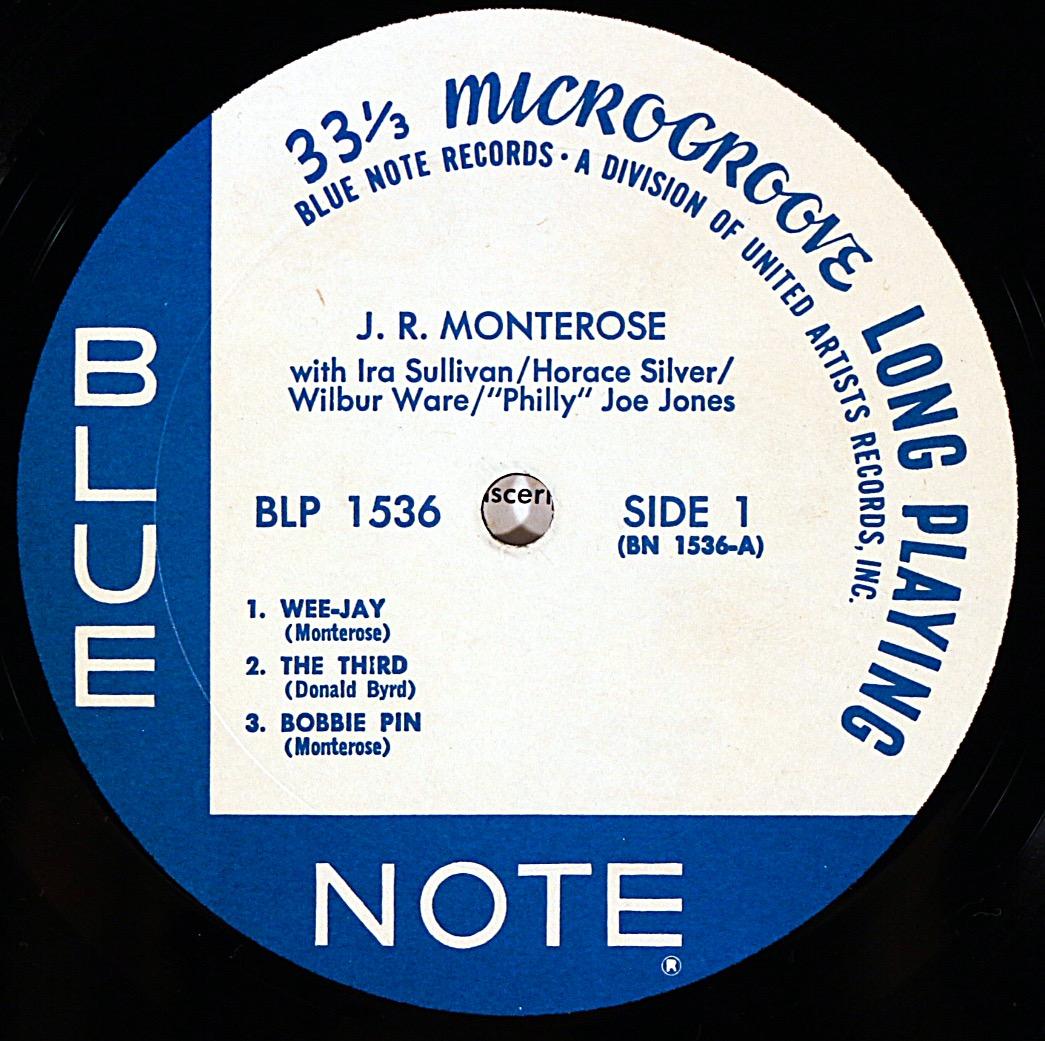 33⅓ MICROGROOVE LONG PLAYING
BLUE NOTE RECORDS · A DIVISION OF UNITED ARTISTS RECORDS, INC.
J. R. MONTEROSE
with Ira Sullivan/Horace Silver/
Wilbur Ware/"Philly" Joe Jones
BLP 1536
SIDE 1
(BN 1536-A)
1. WEE-JAY
(Monterose)
2. THE THIRD
(Donald Byrd)
3. BOBBIE PIN
(Monterose)
BLUE
NOTE
®